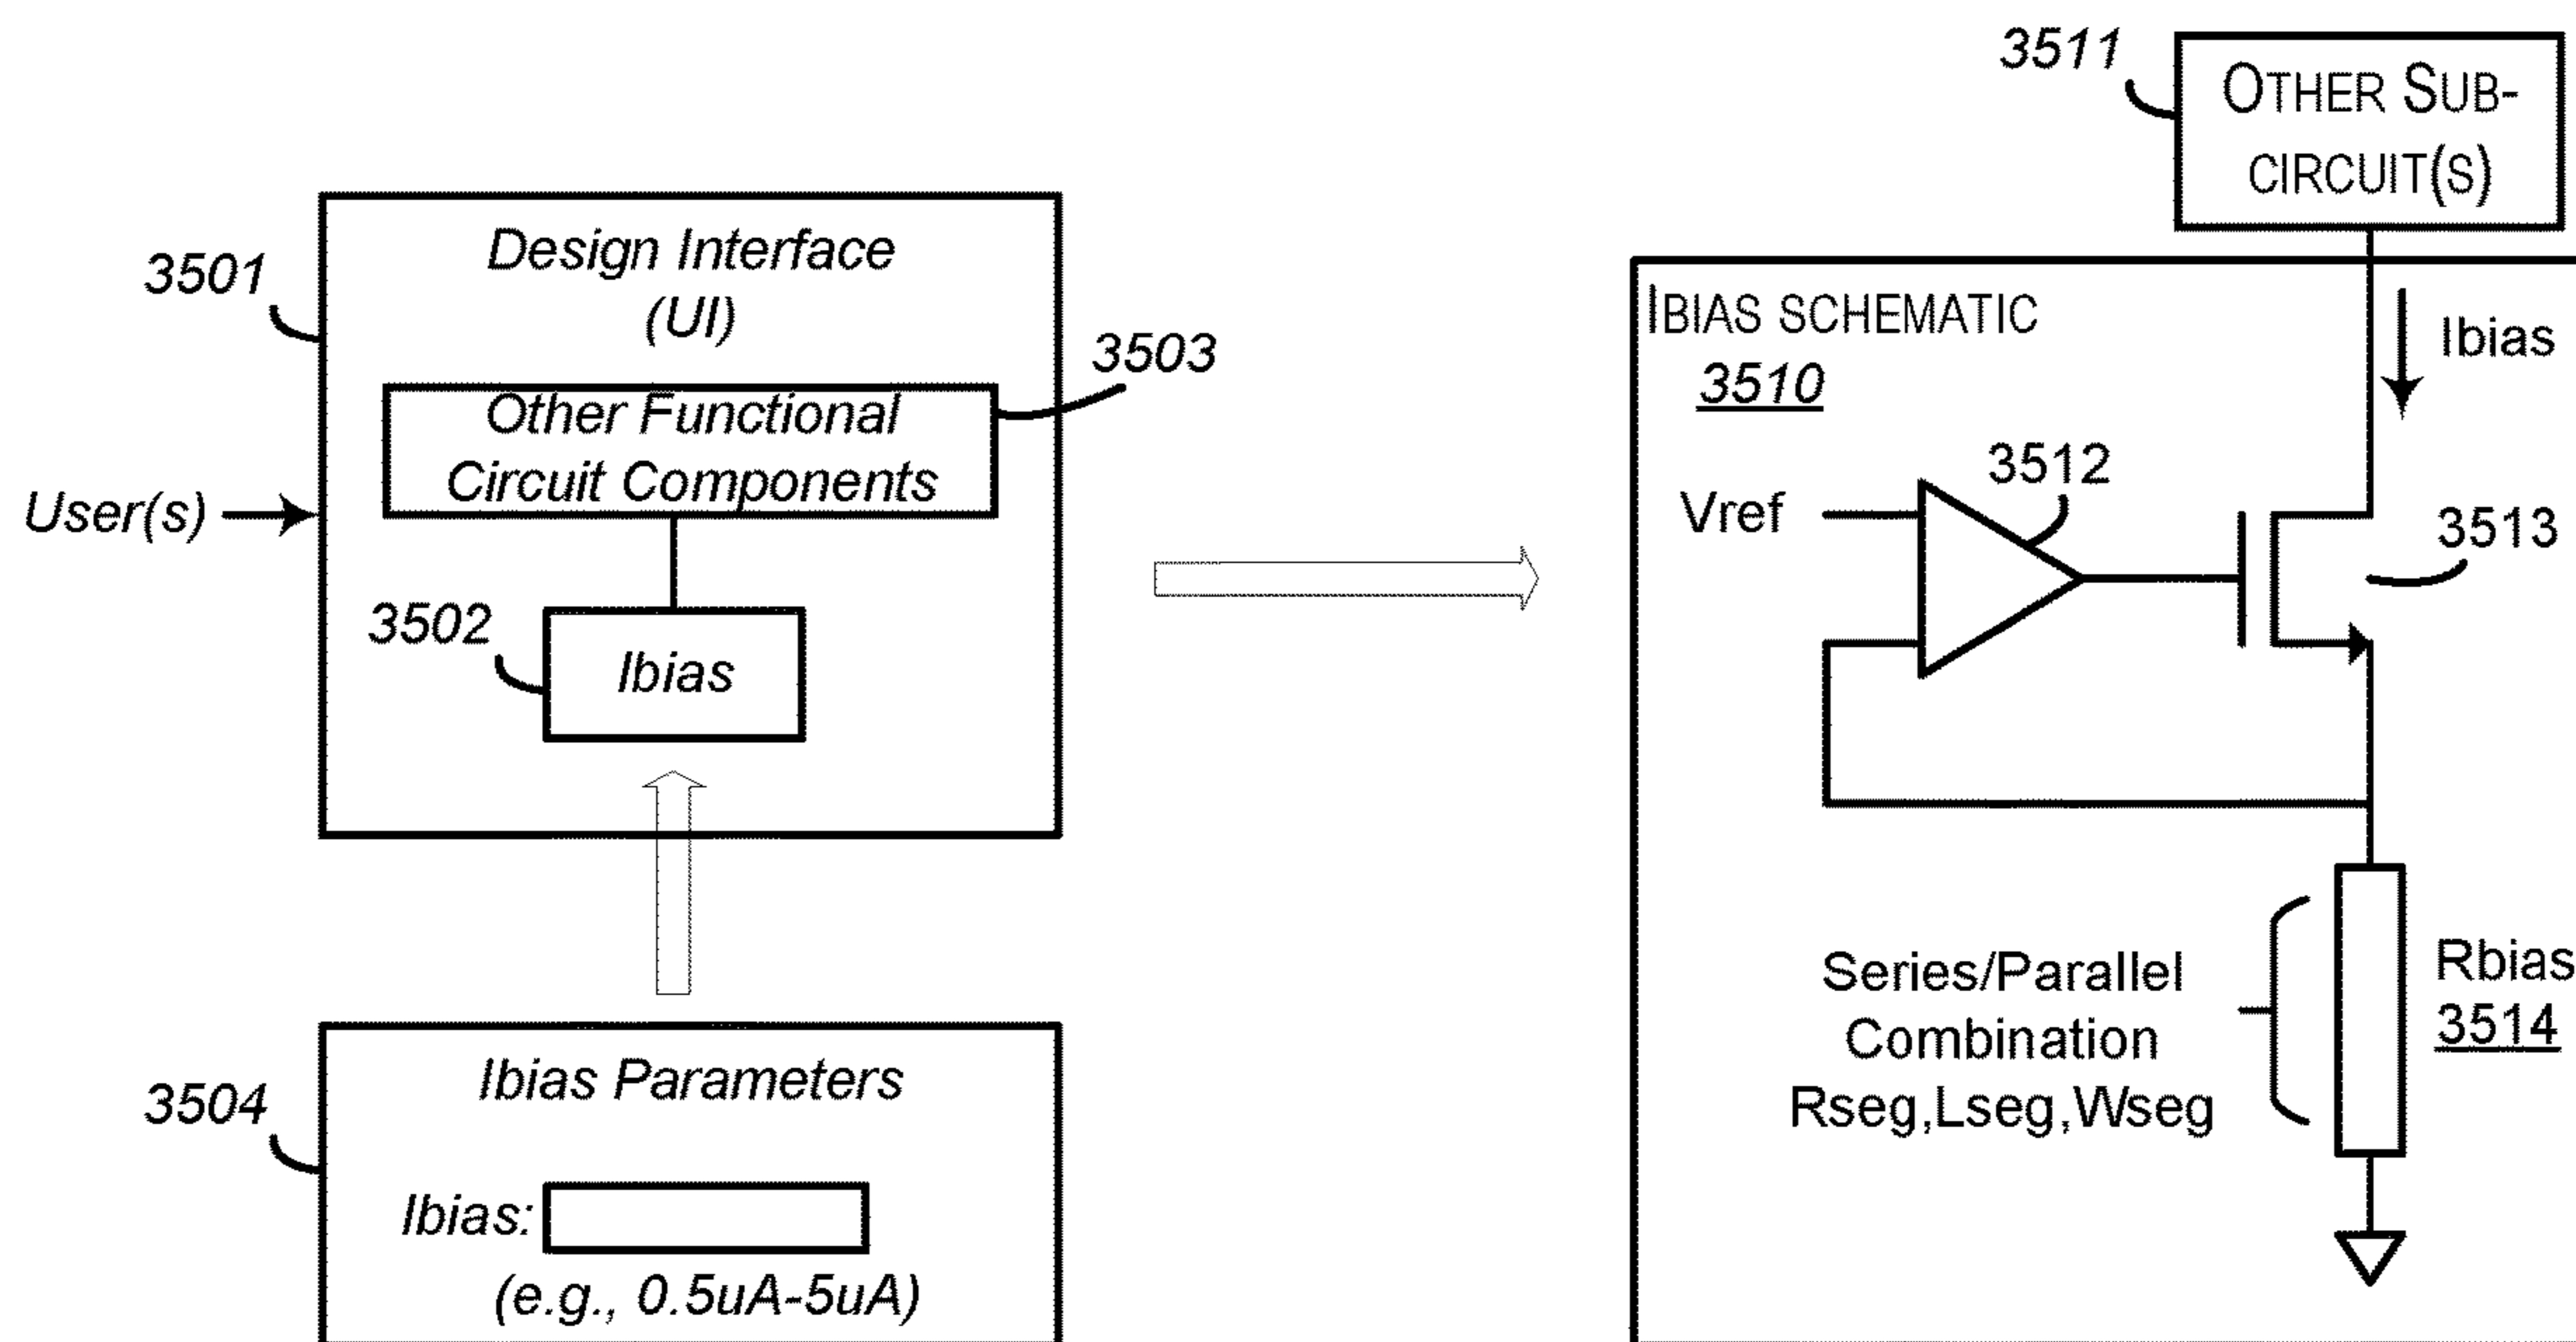 3501
Design Interface
(UI)
3503
Other Functional
Circuit Components
User(s)
3502
Ibias
3504
Ibias Parameters
Ibias:
(e.g., 0.5uA-5uA)
3511
OTHER SUB-
CIRCUIT(S)
IBIAS SCHEMATIC
3510
Ibias
3512
Vref
3513
Series/Parallel
Combination
Rseg,Lseg,Wseg
Rbias
3514